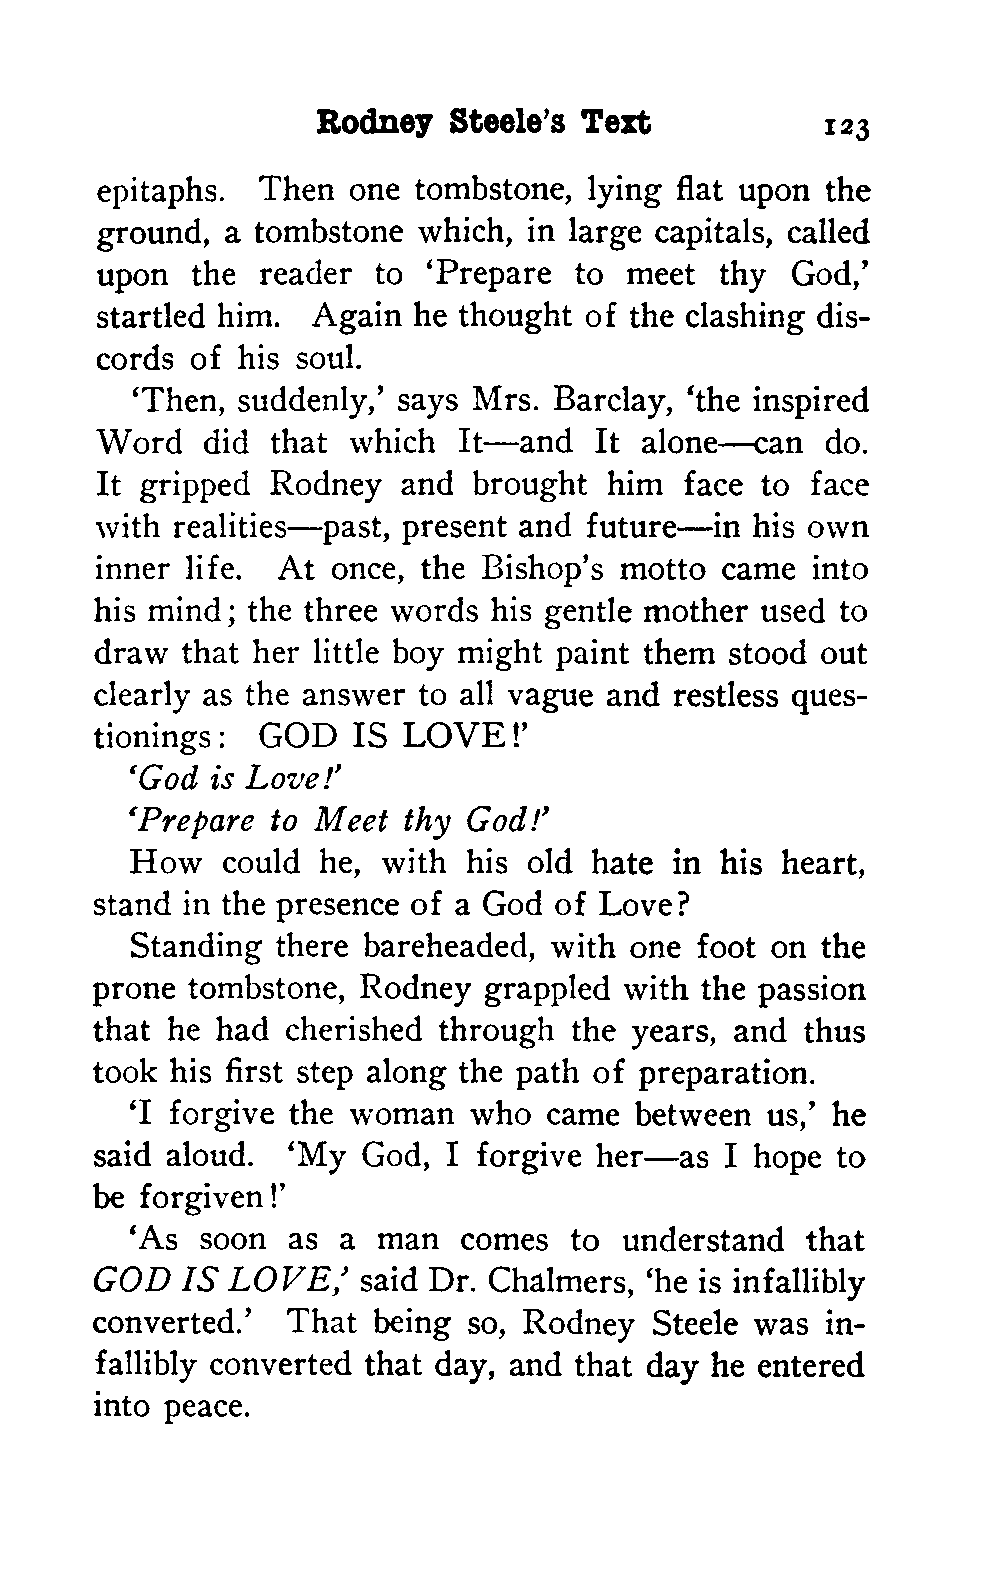 Rodney Steele's Text 123
epitaphs. Then one tombstone, lying flat upon the
ground, a tombstone which, in large capitals, called
upon the reader to ‘Prepare to meet thy God,’
startled him. Again he thought of the clashing dis-
cords of his soul.
‘Then, suddenly,’ says Mrs. Barclay, ‘the inspired
Word did that which It—and It alone—can do.
It gripped Rodney and brought him face to face
with realities—past, present and future—in his own
inner life. At once, the Bishop's motto came into
his mind; the three words his gentle mother used to
draw that her little boy might paint them stood out
clearly as the answer to all vague and restless ques-
tionings: GOD IS LOVE!’
‘God is Love!’
‘Prepare to Meet thy God!’
How could he, with his old hate in his heart,
stand in the presence of a God of Love?
Standing there bareheaded, with one foot on the
prone tombstone, Rodney grappled with the passion
that he had cherished through the years, and thus
took his first step along the path of preparation.
‘I forgive the woman who came between us,’ he
said aloud. ‘My God, I forgive her—as I hope to
be forgiven!’
‘As soon as a man comes to understand that
GOD IS LOVE,’ said Dr. Chalmers, ‘he is infallibly
converted.’ That being so, Rodney Steele was in-
fallibly converted that day, and that day he entered
into peace.